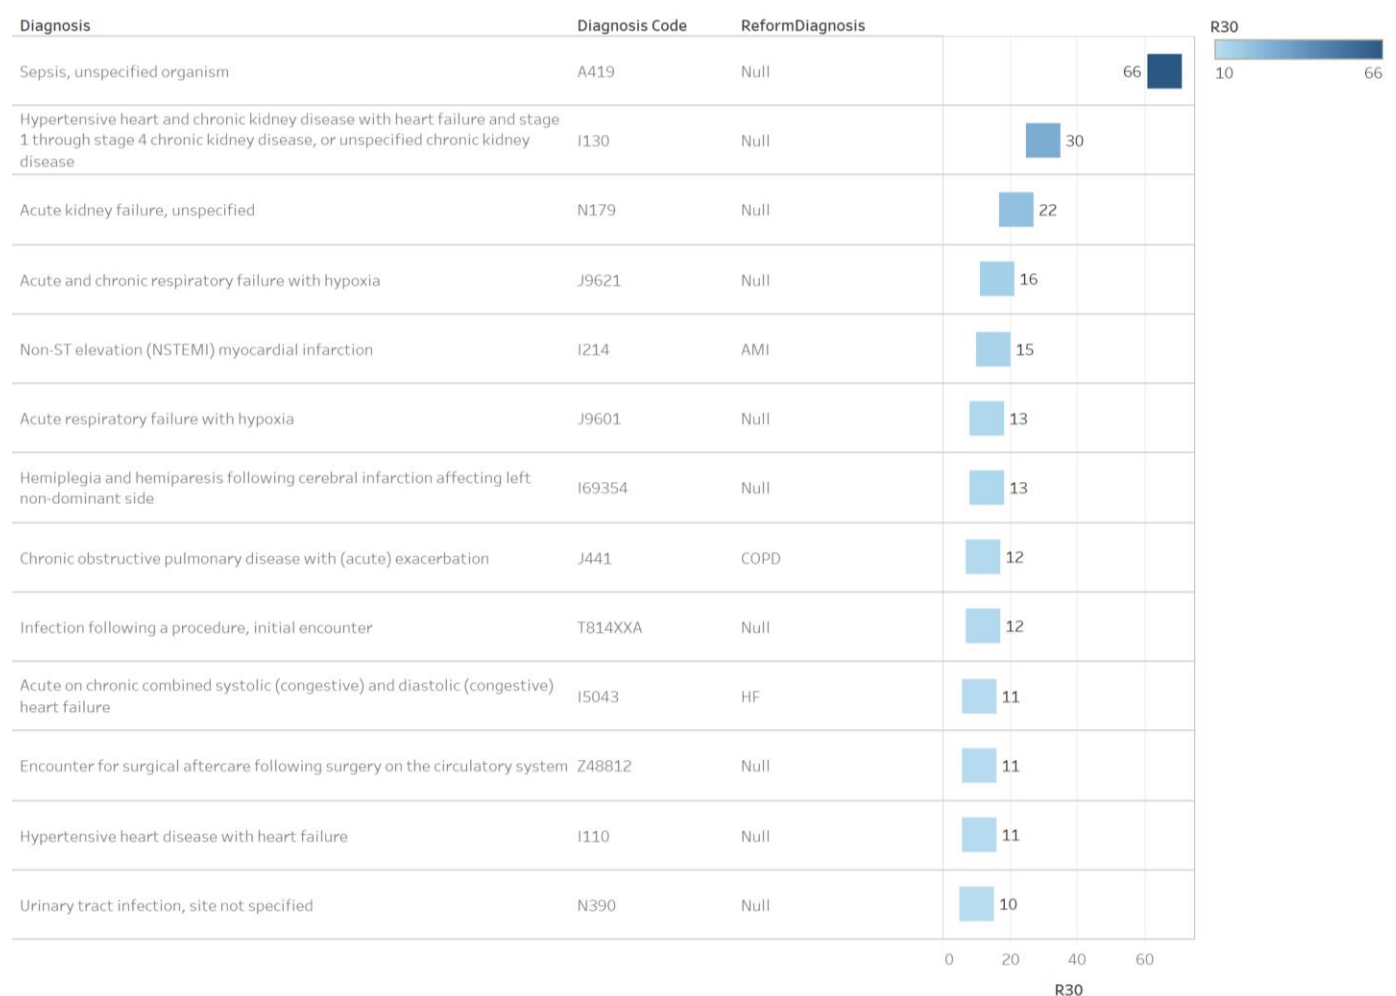 Diagnosis Diagnosis Code ReformDiagnosis
R30
10 66
Sepsis, unspecified organism A419 Null 66
Hypertensive heart and chronic kidney disease with heart failure and stage
1 through stage 4 chronic kidney disease, or unspecified chronic kidney I130 Null 30
disease
Acute kidney failure, unspecified N179 Null 22
Acute and chronic respiratory failure with hypoxia J9621 Null 16
Non-ST elevation (NSTEMI) myocardial infarction I214 AMI 15
Acute respiratory failure with hypoxia J9601 Null 13
Hemiplegia and hemiparesis following cerebral infarction affecting left I69354 Null 13
non-dominant side
Chronic obstructive pulmonary disease with (acute) exacerbation J441 COPD 12
Infection following a procedure, initial encounter T814XXA Null 12
Acute on chronic combined systolic (congestive) and diastolic (congestive) I5043 HF 11
heart failure
Encounter for surgical aftercare following surgery on the circulatory system Z48812 Null 11
Hypertensive heart disease with heart failure I110 Null 11
Urinary tract infection, site not specified N390 Null 10
0 20 40 60
R30